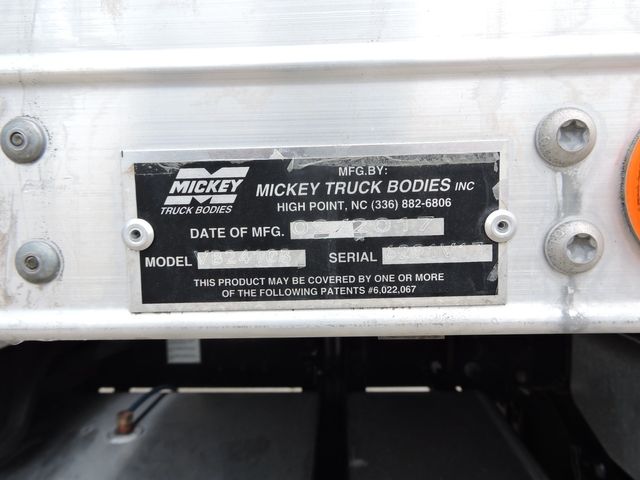 MICKEY
TRUCK BODIES
MFG.BY:
MICKEY TRUCK BODIES INC
HIGH POINT, NC (336) 882-6806
DATE OF MFG.
MODEL SERIAL
THIS PRODUCT MAY BE COVERED BY ONE OR MORE
OF THE FOLLOWING PATENTS #6,022,067